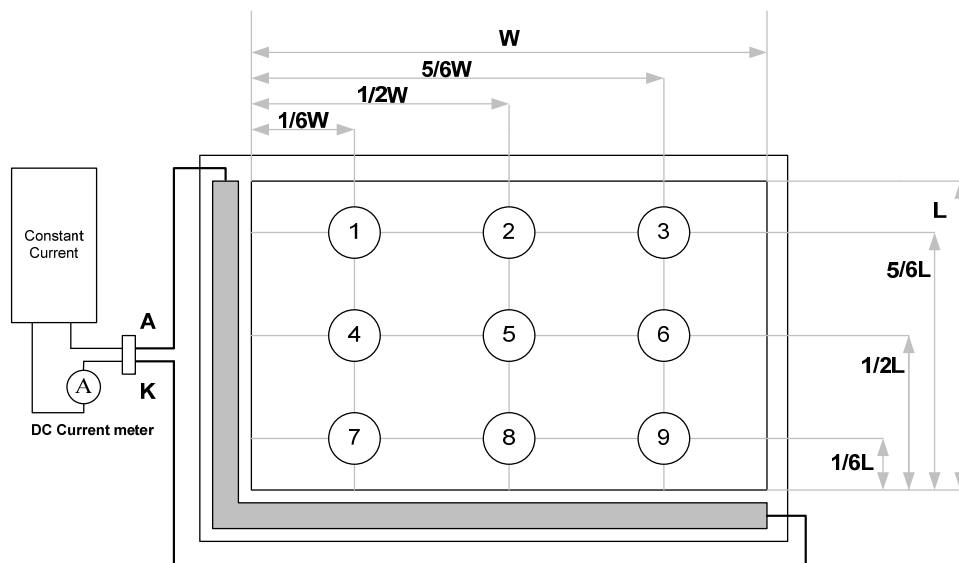 W
5/6W
1/2W
1/6W
L
5/6L
1/2L
1/6L
Constant
Current
A
K
A
DC Current meter
1 2 3
4 5 6
7 8 9